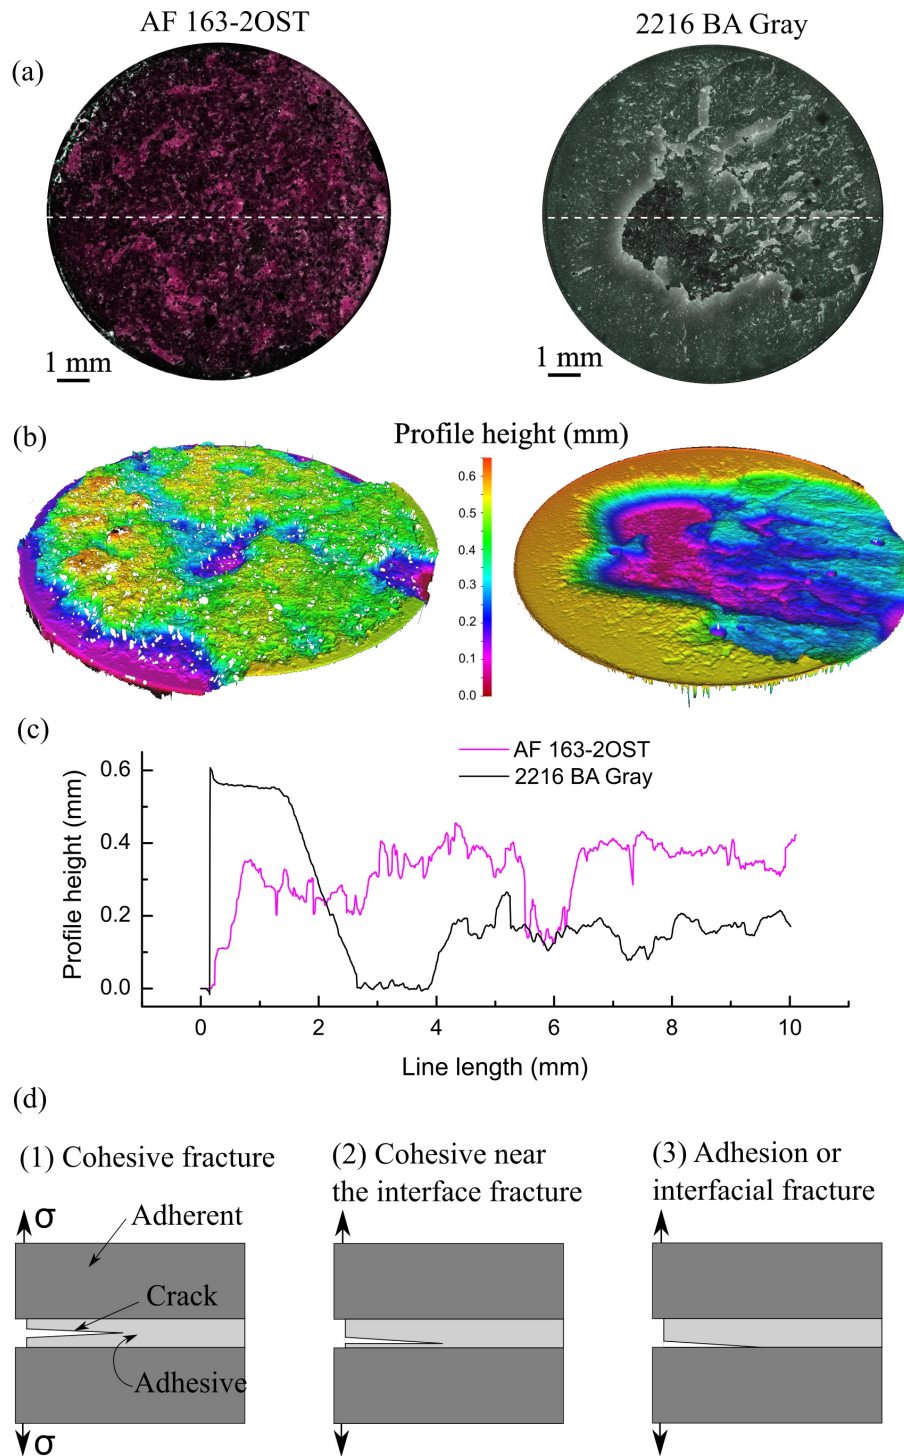 AF 163-2OST
2216 BA Gray
(a)
1 mm
1 mm
(b)
Profile height (mm)
0.6
0.5
0.4
0.3
0.2
0.1
0.0
(c)
AF 163-2OST
2216 BA Gray
Profile height (mm)
0.6
0.4
0.2
0.0
0
2
4
6
8
10
Line length (mm)
(d)
(1) Cohesive fracture
(2) Cohesive near
the interface fracture
(3) Adhesion or
interfacial fracture
σ
Adherent
Crack
Adhesive
σ